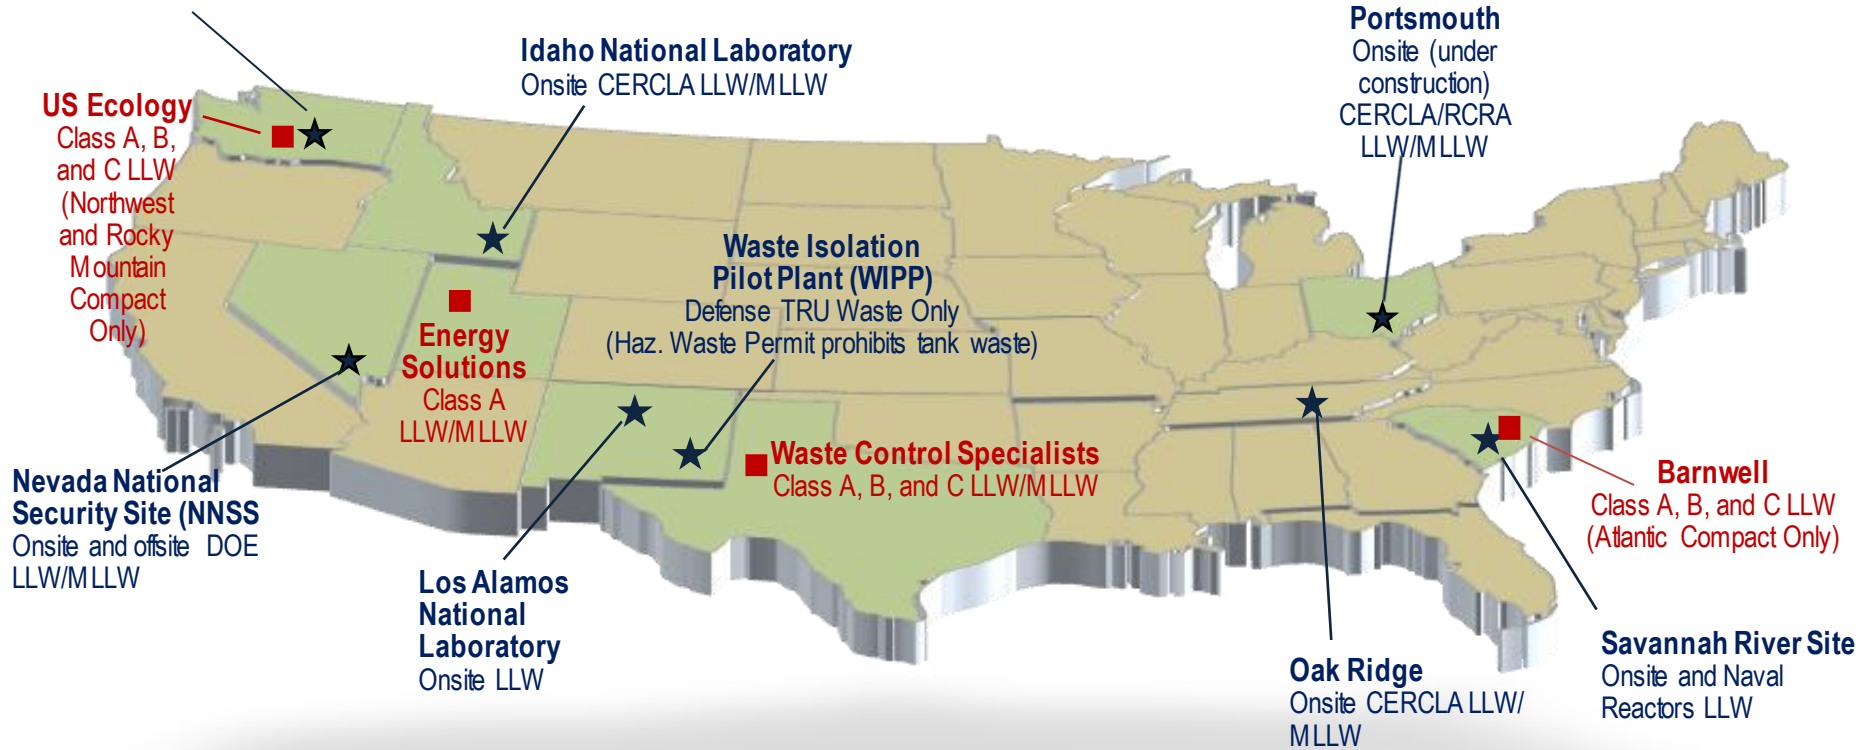 Idaho National Laboratory
Onsite CERCLA LLW/MLLW
Portsmouth
Onsite (under
construction)
CERCLA/RCRA
LLW/MLLW
US Ecology
Class A, B,
and C LLW
(Northwest
and Rocky
Mountain
Compact
Only)
Waste Isolation
Pilot Plant (WIPP)
Defense TRU Waste Only
(Haz. Waste Permit prohibits tank waste)
Energy
Solutions
Class A
LLW/MLLW
Waste Control Specialists
Class A, B, and C LLW/MLLW
Barnwell
Class A, B, and C LLW
(Atlantic Compact Only)
Nevada National
Security Site (NNSS
Onsite and offsite DOE
LLW/MLLW
Los Alamos
National
Laboratory
Onsite LLW
Oak Ridge
Onsite CERCLA LLW/
MLLW
Savannah River Site
Onsite and Naval
Reactors LLW